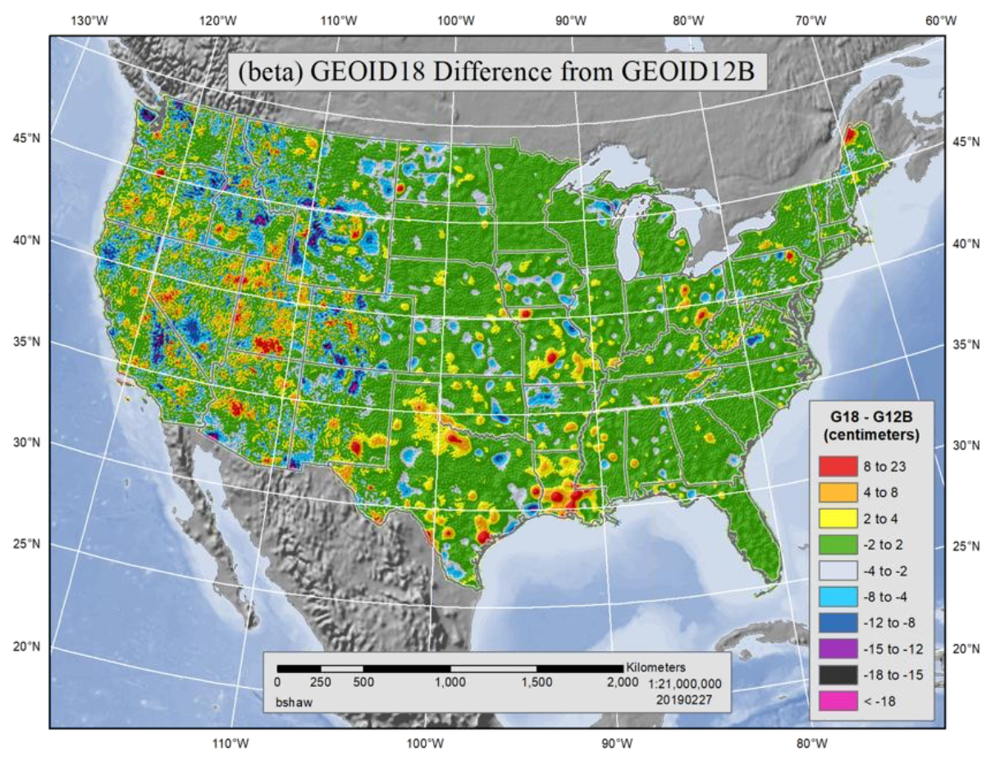 130°W 120°W 110°W 100°W 90°W 80°W 70°W 60°W
(beta) GEOID18 Difference from GEOID12B
45°N 45°N
40°N 40°N
35°N 35°N
30°N 30°N
25°N 25°N
20°N 20°N
G18 - G12B
(centimeters)
8 to 23
4 to 8
2 to 4
-2 to 2
-4 to -2
-8 to -4
-12 to -8
-15 to -12
-18 to -15
< -18
Kilometers
0 250 500 1,000 1,500 2,000 1:21,000,000
bshaw 20190227
110°W 100°W 90°W 80°W